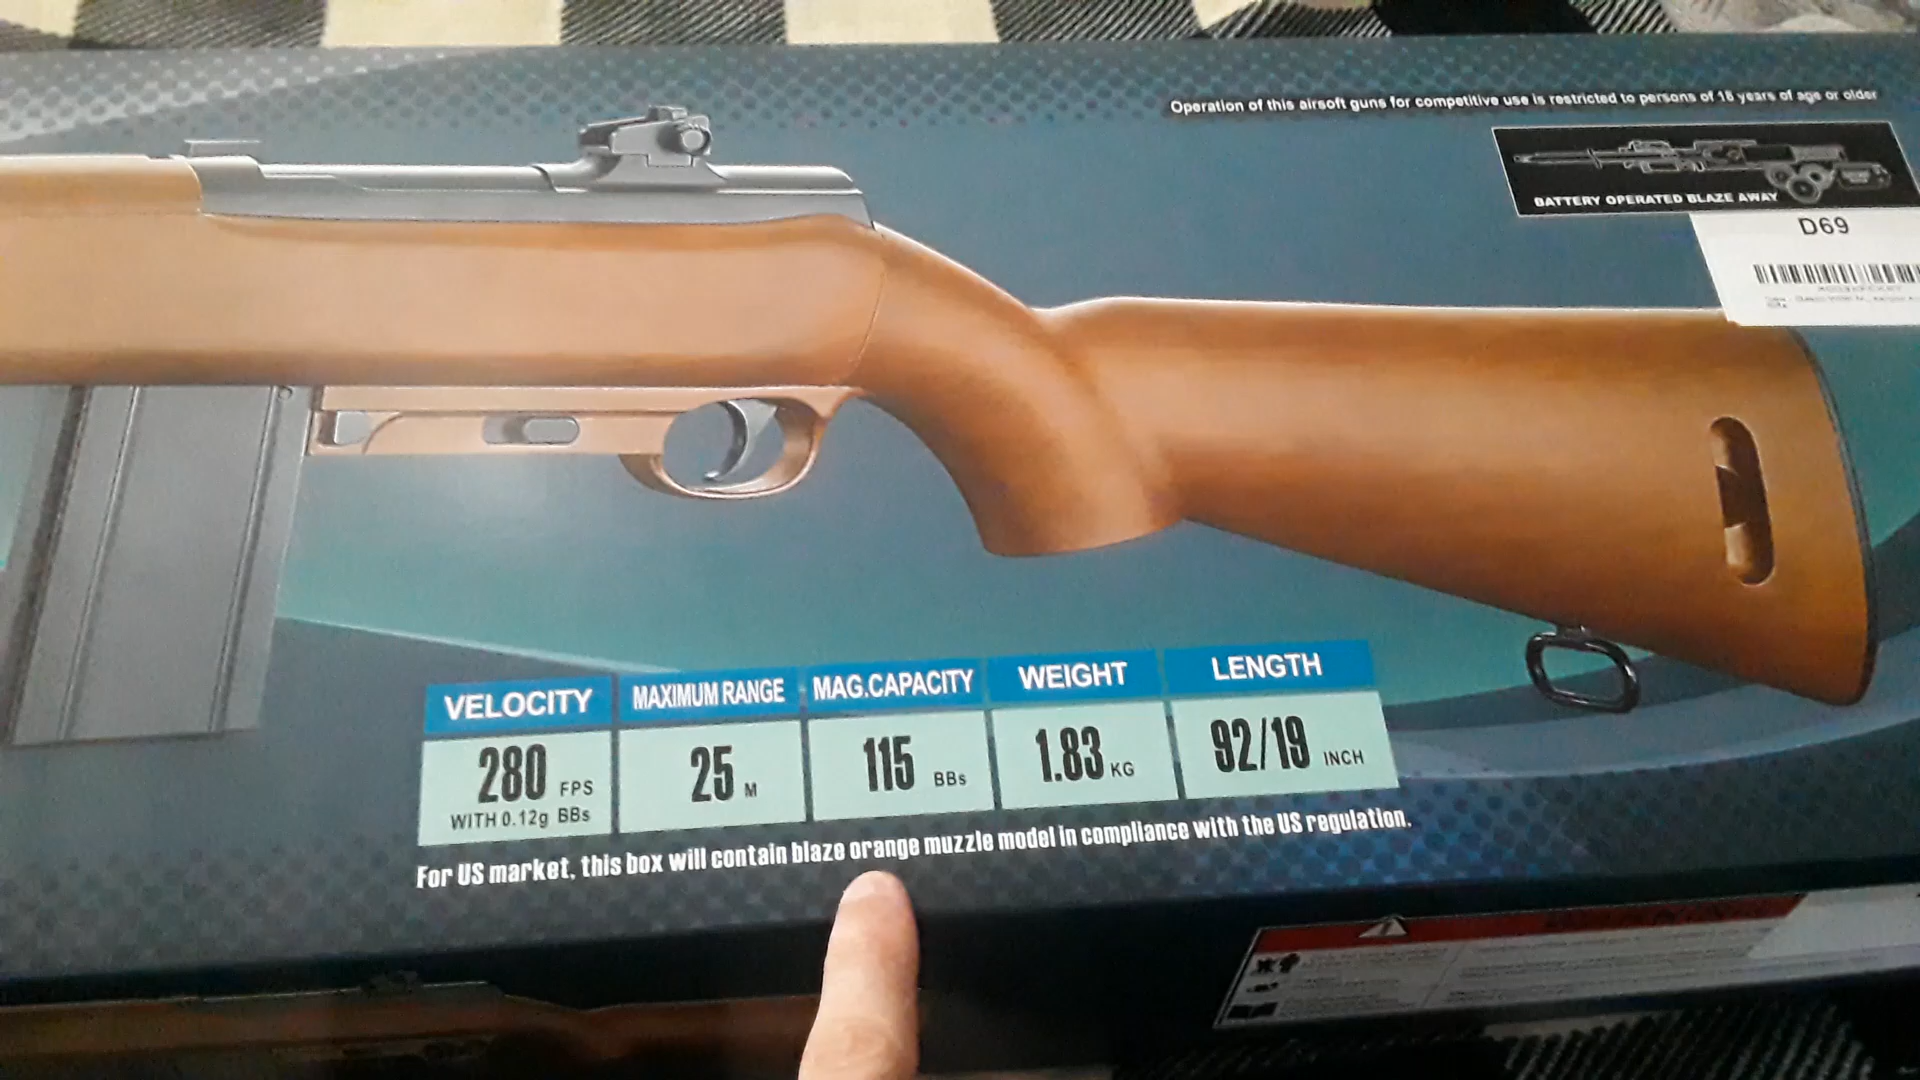 Operation of this airsoft guns for competitive use is restricted to persons of 18 years of age or older
BATTERY OPERATED BLAZE AWAY
D69
VELOCITY
280 FPS
WITH 0.12g BBs
MAXIMUM RANGE
25 M
MAG.CAPACITY
115 BBs
WEIGHT
1.83 KG
LENGTH
92/19 INCH
For US market, this box will contain blaze orange muzzle model in compliance with the US regulation.